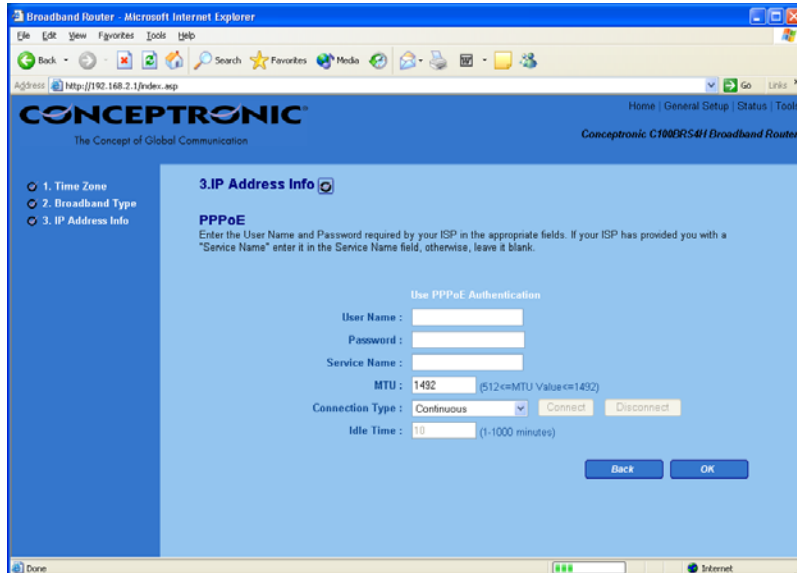 Broadband Router - Microsoft Internet Explorer
File Edit View Favorites Tools Help
Back Search Favorites Media
Address http://192.168.2.1/index.asp Go Links
CONCEPTRONIC
The Concept of Global Communication
Home | General Setup | Status | Tools
Conceptronic C100BRS4H Broadband Router
1. Time Zone
2. Broadband Type
3. IP Address Info
3.IP Address Info
PPPoE
Enter the User Name and Password required by your ISP in the appropriate fields. If your ISP has provided you with a
"Service Name" enter it in the Service Name field, otherwise, leave it blank.
Use PPPoE Authentication
User Name :
Password :
Service Name :
MTU : 1492 (512<=MTU Value<=1492)
Connection Type : Continuous Connect Disconnect
Idle Time : 10 (1-1000 minutes)
Back OK
Done Internet